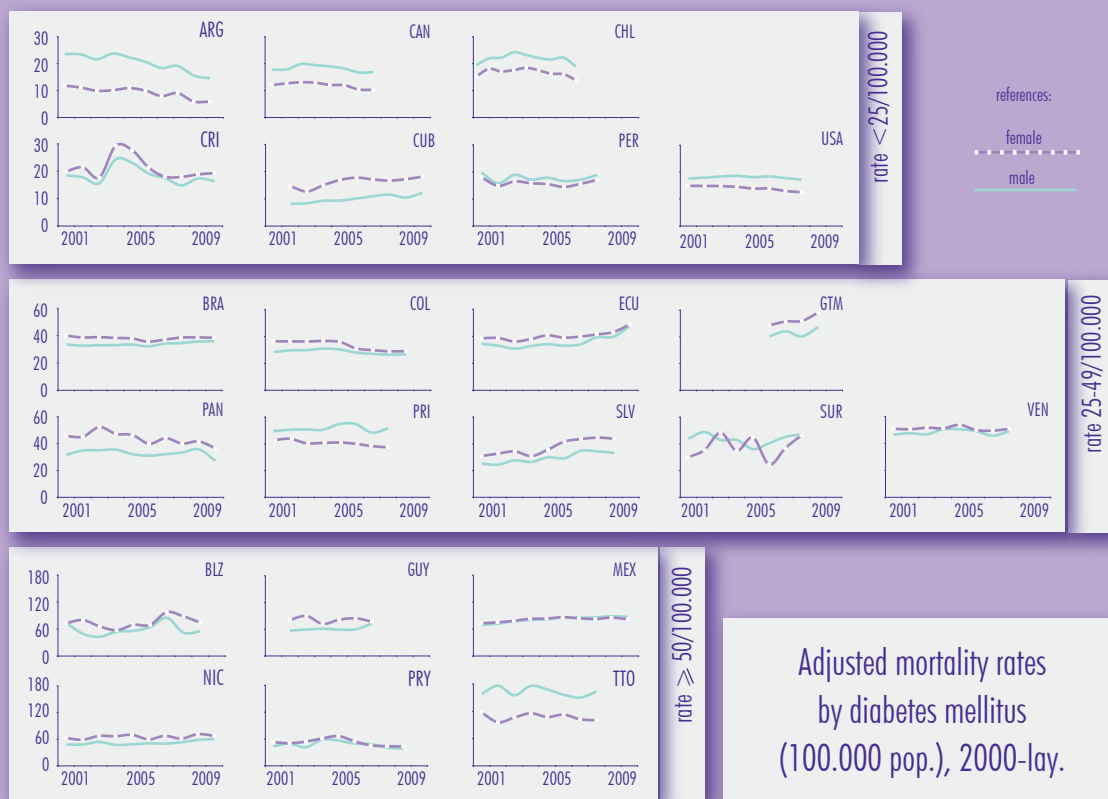 ARG
CAN
CHL
30
20
10
0
CRI
CUB
PER
USA
30
20
10
0
2001 2005 2009
2001 2005 2009
2001 2005 2009
2001 2005 2009
rate <25/100.000
references:
female
male
BRA
COL
ECU
GTM
60
40
20
0
PAN
PRI
SLV
SUR
VEN
60
40
20
0
2001 2005 2009
2001 2005 2009
2001 2005 2009
2001 2005 2009
2001 2005 2009
rate 25-49/100.000
BLZ
GUY
MEX
180
120
60
0
NIC
PRY
TTO
180
120
60
0
2001 2005 2009
2001 2005 2009
2001 2005 2009
rate ⩾ 50/100.000
Adjusted mortality rates
by diabetes mellitus
(100.000 pop.), 2000-lay.